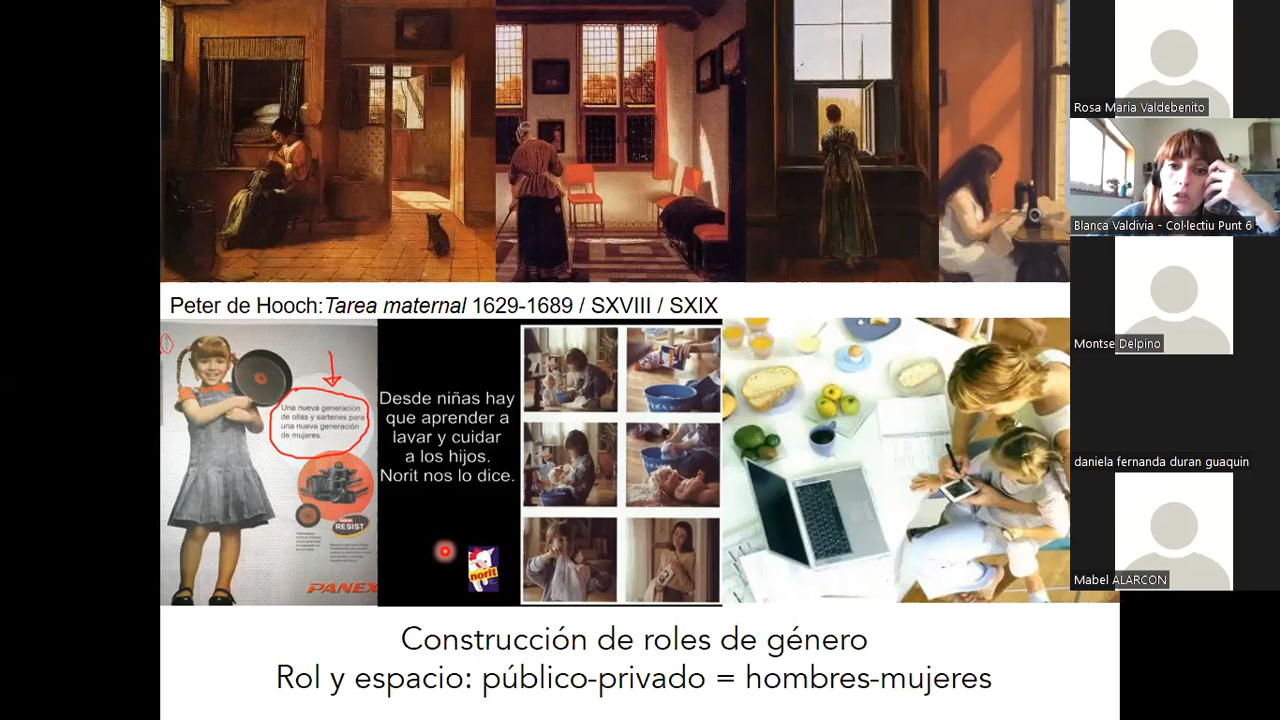 Rosa Maria Valdebenito
Blanca Valdivia - Col·lectiu Punt 6
Peter de Hooch: Tarea maternal 1629-1689 / SXVIII / SXIX
Montse Delpino
Una nueva generación
de ollas y sartenes para
una nueva generación
de mujeres.
RESIST
PANEX
Desde niñas hay
que aprender a
lavar y cuidar
a los hijos.
Norit nos lo dice.
norit
daniela fernanda duran guaquin
Mabel ALARCON
Construcción de roles de género
Rol y espacio: público-privado = hombres-mujeres